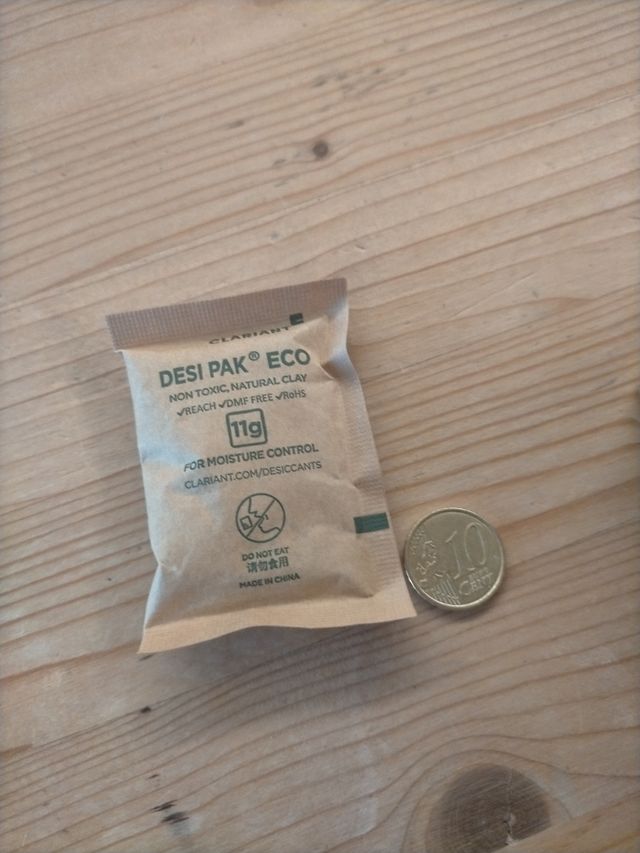 CLARIANT
DESI PAK® ECO
NON TOXIC, NATURAL CLAY
✓REACH ✓DMF FREE ✓RoHS
11g
FOR MOISTURE CONTROL
CLARIANT.COM/DESICCANTS
DO NOT EAT
请勿食用
MADE IN CHINA
10
EURO
CENT